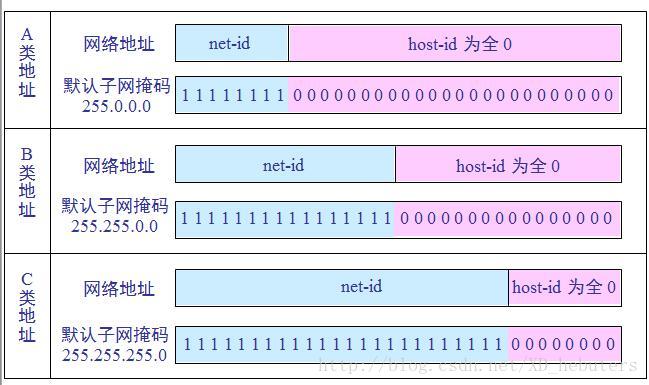 A类地址
网络地址
net-id
host-id 为全 0
默认子网掩码
255.0.0.0
1 1 1 1 1 1 1 1 0 0 0 0 0 0 0 0 0 0 0 0 0 0 0 0 0 0 0 0 0 0 0 0
B类地址
网络地址
net-id
host-id 为全 0
默认子网掩码
255.255.0.0
1 1 1 1 1 1 1 1 1 1 1 1 1 1 1 1 0 0 0 0 0 0 0 0 0 0 0 0 0 0 0 0
C类地址
网络地址
net-id
host-id 为全 0
默认子网掩码
255.255.255.0
1 1 1 1 1 1 1 1 1 1 1 1 1 1 1 1 1 1 1 1 1 1 1 1 0 0 0 0 0 0 0 0
http://blog.csdn.net/XD_hebuters